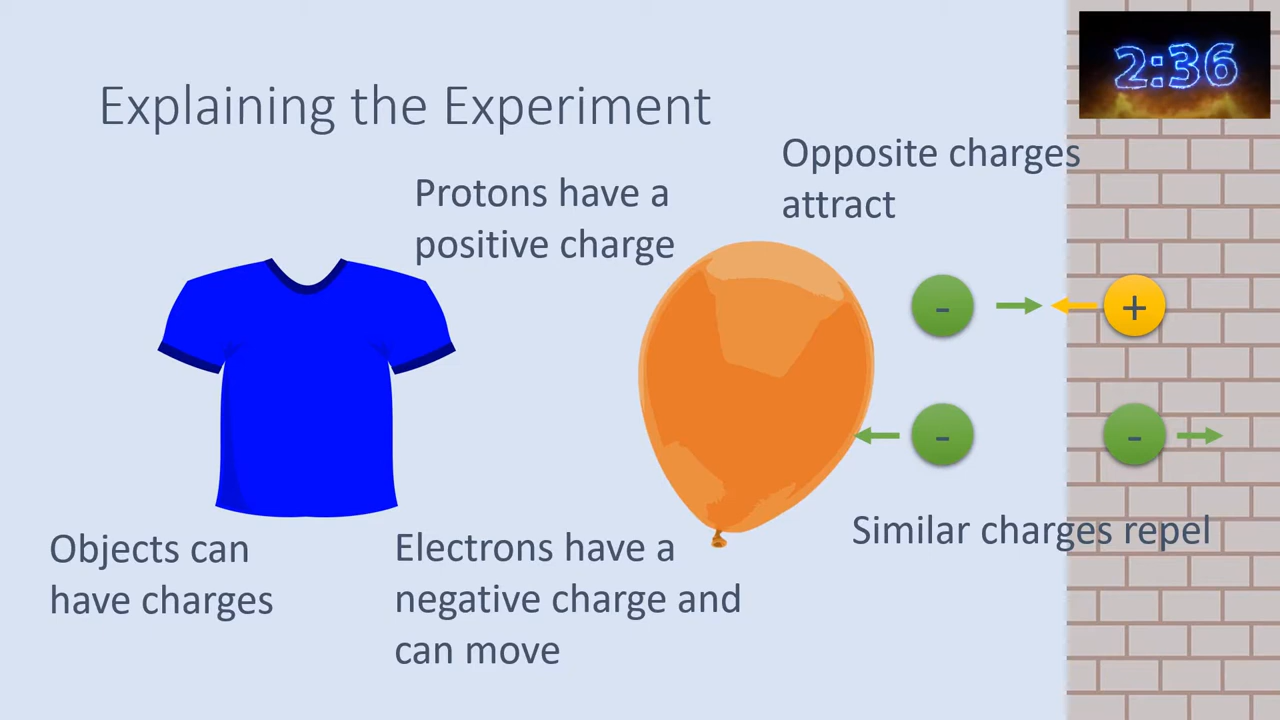 2:36
Explaining the Experiment
Opposite charges
attract
Protons have a
positive charge
- +
- -
Similar charges repel
Objects can
have charges
Electrons have a
negative charge and
can move